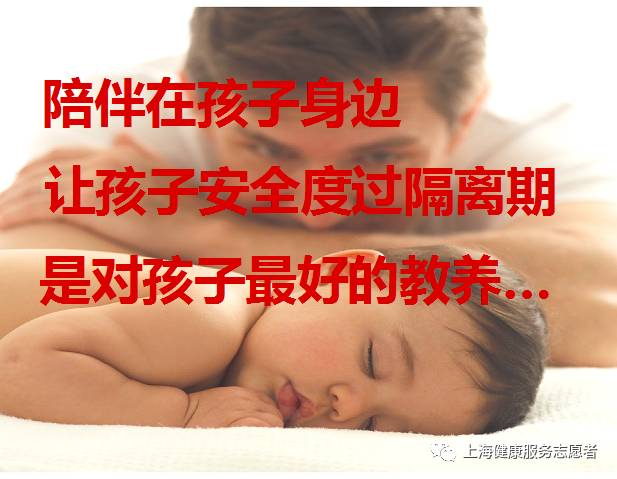 陪伴在孩子身边
让孩子安全度过隔离期
是对孩子最好的教养...
上海健康服务志愿者